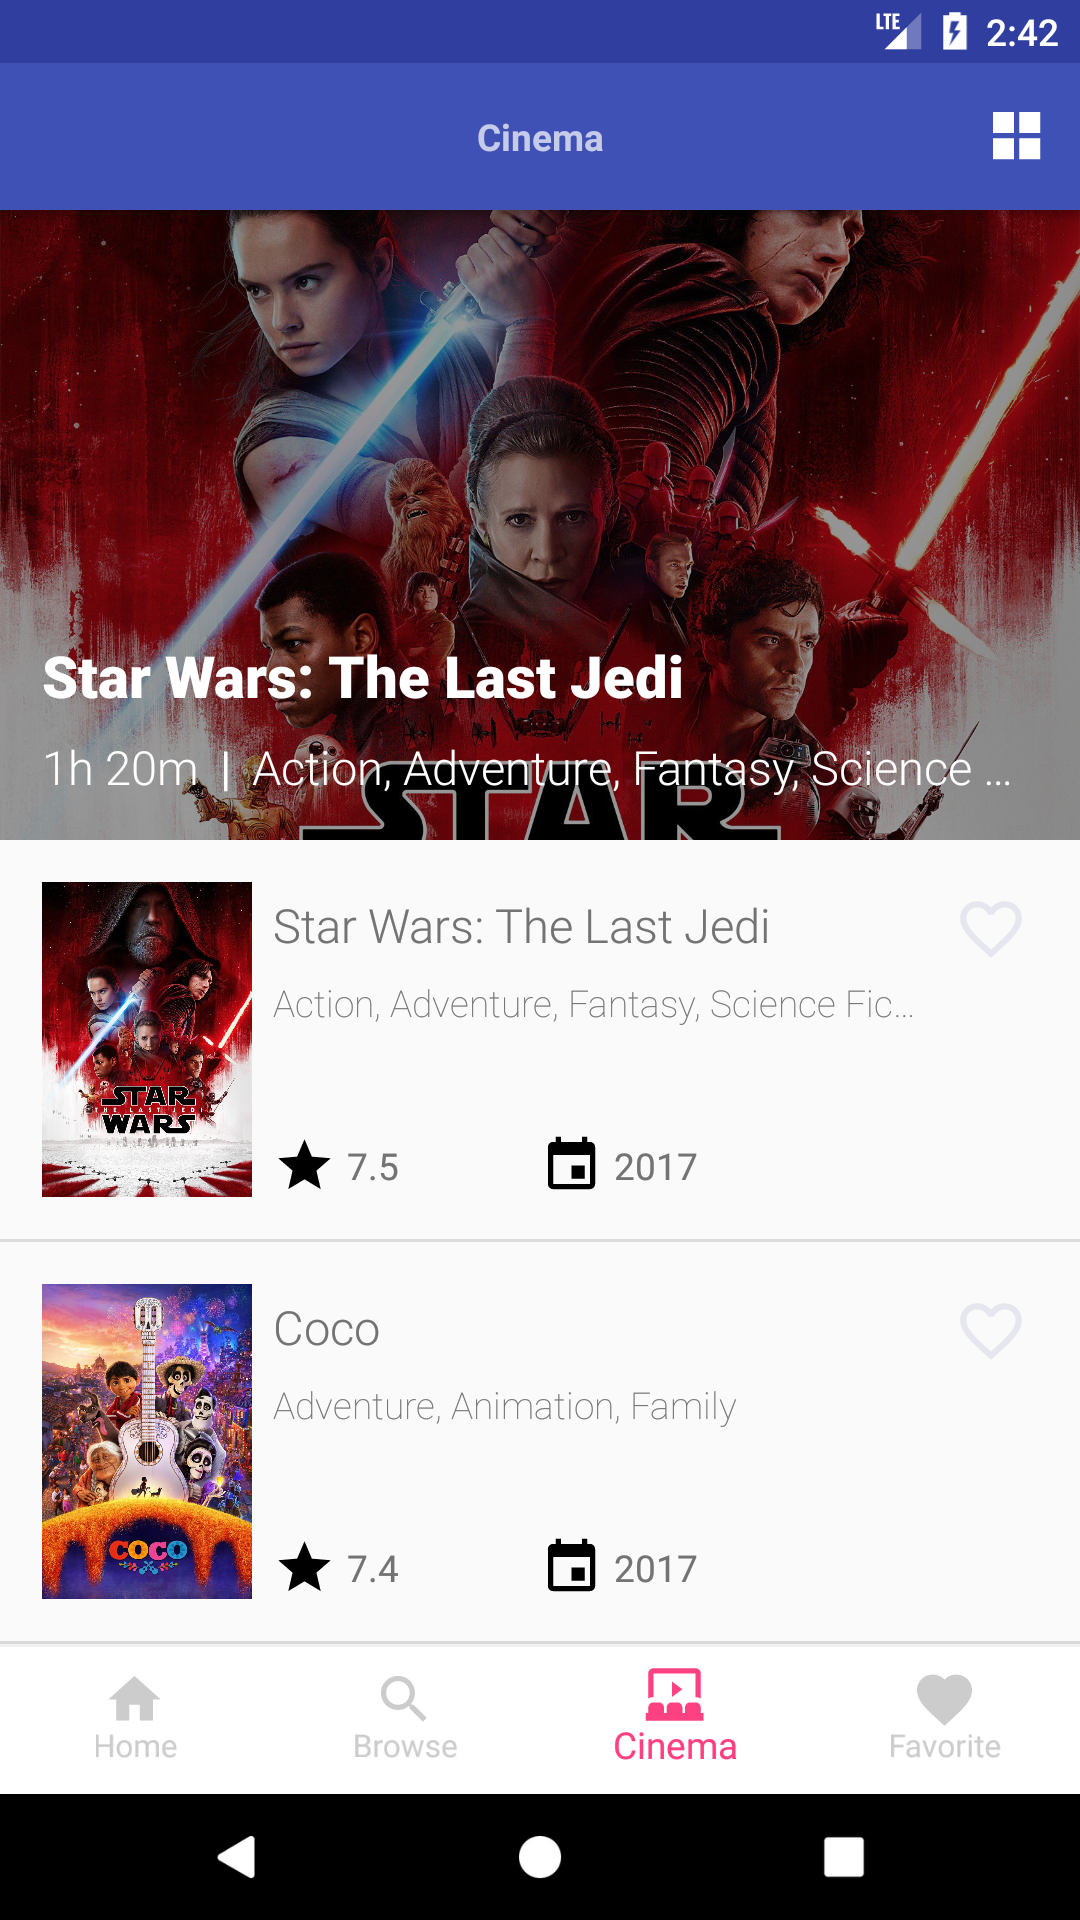 LTE 2:42
Cinema
Star Wars: The Last Jedi
1h 20m | Action, Adventure, Fantasy, Science ...
STAR
Star Wars: The Last Jedi
Action, Adventure, Fantasy, Science Fic...
STAR
THE LAST JEDI
WARS
7.5 2017
Coco
Adventure, Animation, Family
COCO
7.4 2017
Home Browse Cinema Favorite